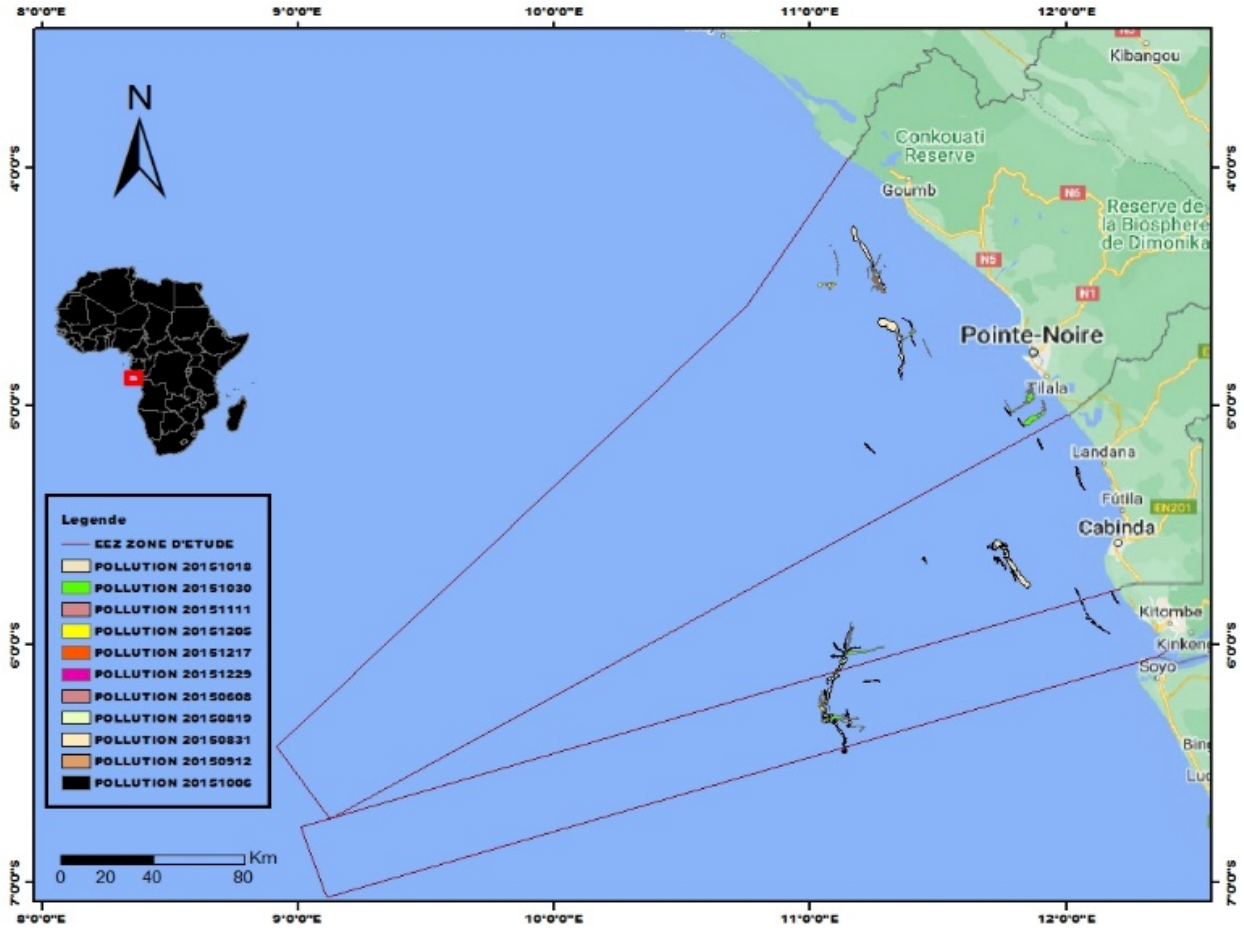 8°0'0"E 9°0'0"E 10°0'0"E 11°0'0"E 12°0'0"E
N3
Kibangou
N
4°0'0"S
Conkouati
Reserve
4°0'0"S
Goumb
N6
Reserve de
la Biosphere
de Dimonika
N5
N1
Pointe-Noire
Tilala
5°0'0"S
5°0'0"S
Landana
Fútila
EN201
Cabinda
Legende
EEZ ZONE D'ETUDE
POLLUTION 20151018
POLLUTION 20151030
POLLUTION 20151111
POLLUTION 20151205
POLLUTION 20151217
POLLUTION 20151229
POLLUTION 20150608
POLLUTION 20150819
POLLUTION 20150831
POLLUTION 20150912
POLLUTION 20151006
Kitombe
6°0'0"S
Kinken
6°0'0"S
Soyo
Bin
Luc
Km
0 20 40 80
7°0'0"S
7°0'0"S
8°0'0"E 9°0'0"E 10°0'0"E 11°0'0"E 12°0'0"E